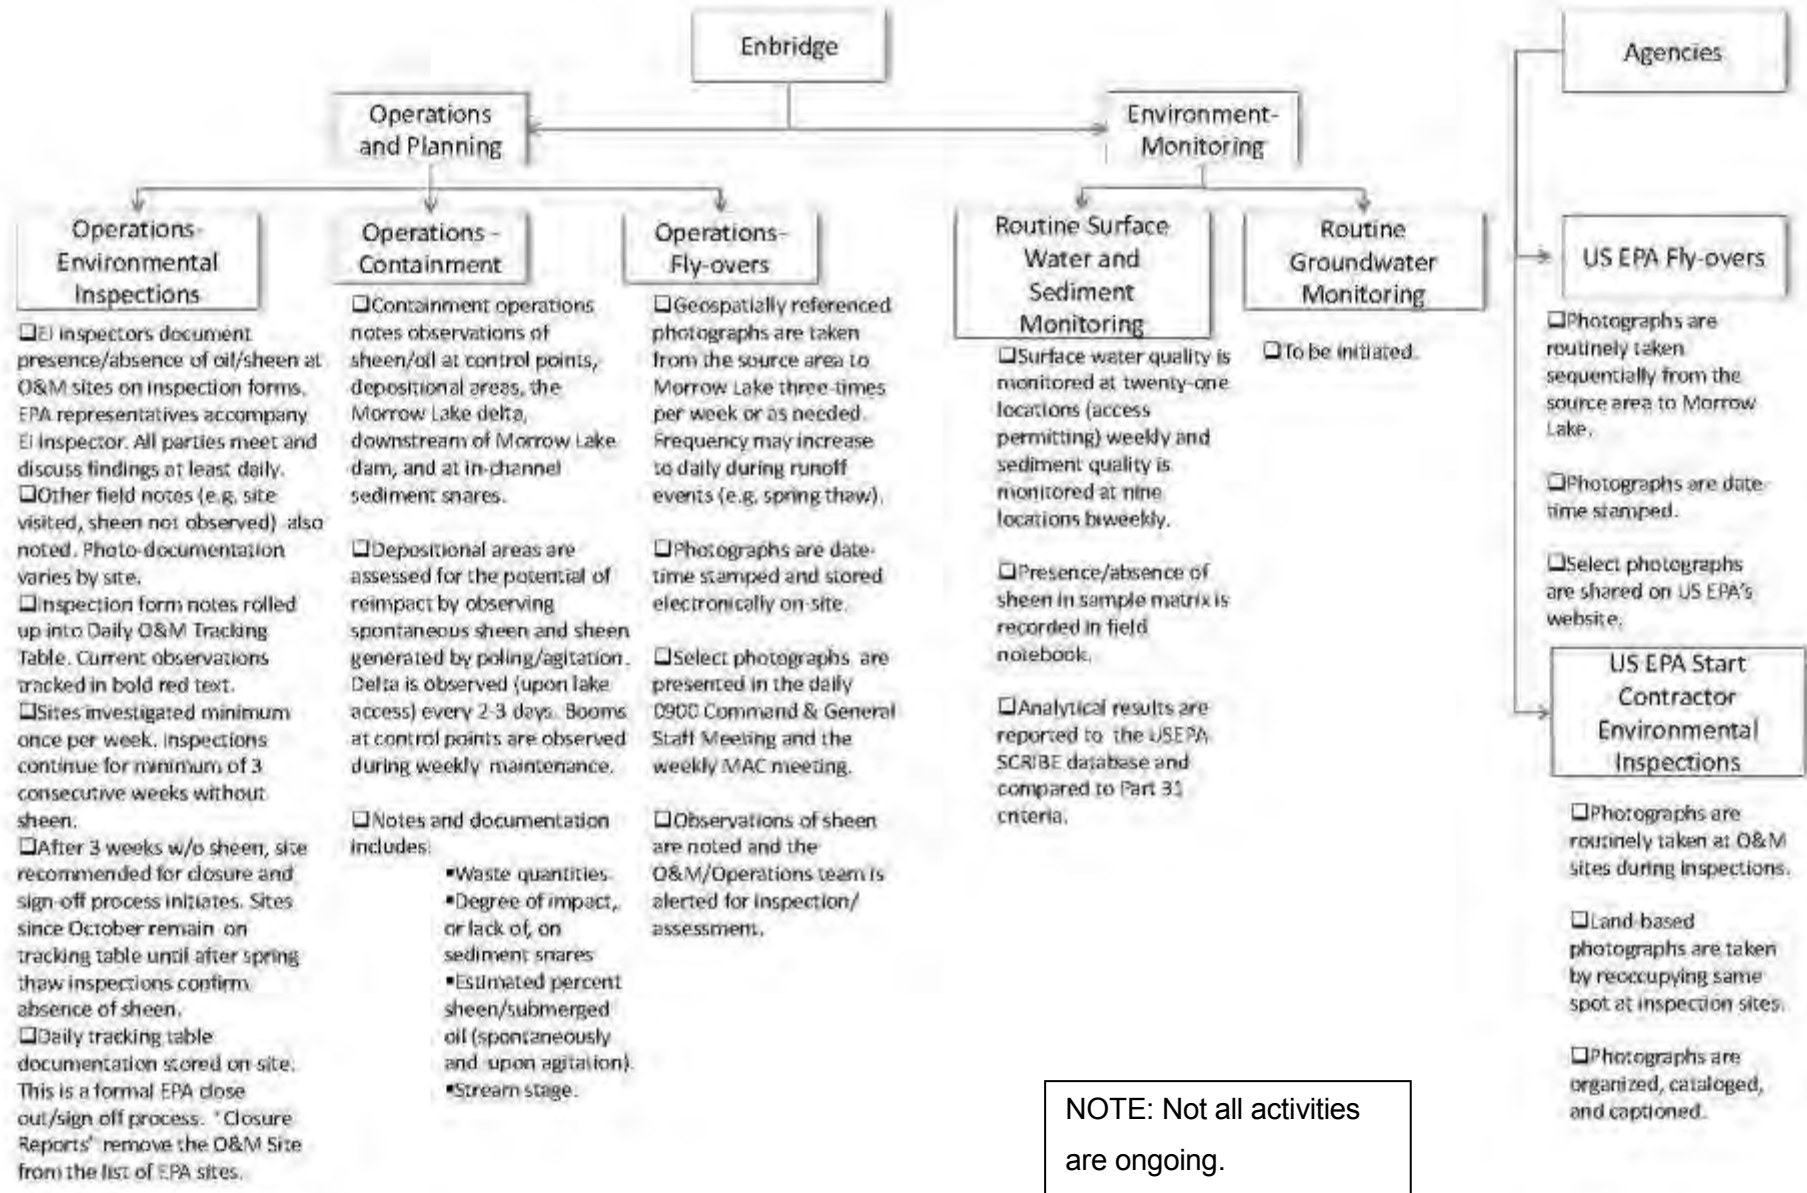 Enbridge
Agencies
Operations
and Planning
Environment-
Monitoring
Operations-
Environmental
Inspections
❑EI inspectors document
presence/absence of oil/sheen at
O&M sites on inspection forms.
EPA representatives accompany
EI inspector. All parties meet and
discuss findings at least daily.
❑Other field notes (e.g. site
visited, sheen not observed) also
noted. Photo-documentation
varies by site.
❑Inspection form notes rolled
up into Daily O&M Tracking
Table. Current observations
tracked in bold red text.
❑Sites investigated minimum
once per week. Inspections
continue for minimum of 3
consecutive weeks without
sheen.
❑After 3 weeks w/o sheen, site
recommended for closure and
sign-off process initiates. Sites
since October remain on
tracking table until after spring
thaw inspections confirm
absence of sheen.
❑Daily tracking table
documentation stored on site.
This is a formal EPA close
out/sign off process. 'Closure
Reports' remove the O&M Site
from the list of EPA sites.
Operations -
Containment
❑Containment operations
notes observations of
sheen/oil at control points,
depositional areas, the
Morrow Lake delta,
downstream of Morrow Lake
dam, and at in-channel
sediment snares.
❑Depositional areas are
assessed for the potential of
reimpact by observing
spontaneous sheen and sheen
generated by poling/agitation.
Delta is observed (upon lake
access) every 2-3 days. Booms
at control points are observed
during weekly maintenance.
❑Notes and documentation
includes:
▪Waste quantities
▪Degree of impact,
or lack of, on
sediment snares
▪Estimated percent
sheen/submerged
oil (spontaneously
and upon agitation).
▪Stream stage.
Operations-
Fly-overs
❑Geospatially referenced
photographs are taken
from the source area to
Morrow Lake three-times
per week or as needed.
Frequency may increase
to daily during runoff
events (e.g. spring thaw).
❑Photographs are date-
time stamped and stored
electronically on-site.
❑Select photographs are
presented in the daily
0900 Command & General
Staff Meeting and the
weekly MAC meeting.
❑Observations of sheen
are noted and the
O&M/Operations team is
alerted for inspection/
assessment.
Routine Surface
Water and
Sediment
Monitoring
❑Surface water quality is
monitored at twenty-one
locations (access
permitting) weekly and
sediment quality is
monitored at nine
locations biweekly.
❑Presence/absence of
sheen in sample matrix is
recorded in field
notebook.
❑Analytical results are
reported to the USEPA
SCRIBE database and
compared to Part 31
criteria.
Routine
Groundwater
Monitoring
❑To be initiated.
US EPA Fly-overs
❑Photographs are
routinely taken
sequentially from the
source area to Morrow
Lake.
❑Photographs are date
time stamped.
❑Select photographs
are shared on US EPA's
website.
US EPA Start
Contractor
Environmental
Inspections
❑Photographs are
routinely taken at O&M
sites during inspections.
❑Land-based
photographs are taken
by reoccupying same
spot at inspection sites.
❑Photographs are
organized, cataloged,
and captioned.
NOTE: Not all activities
are ongoing.